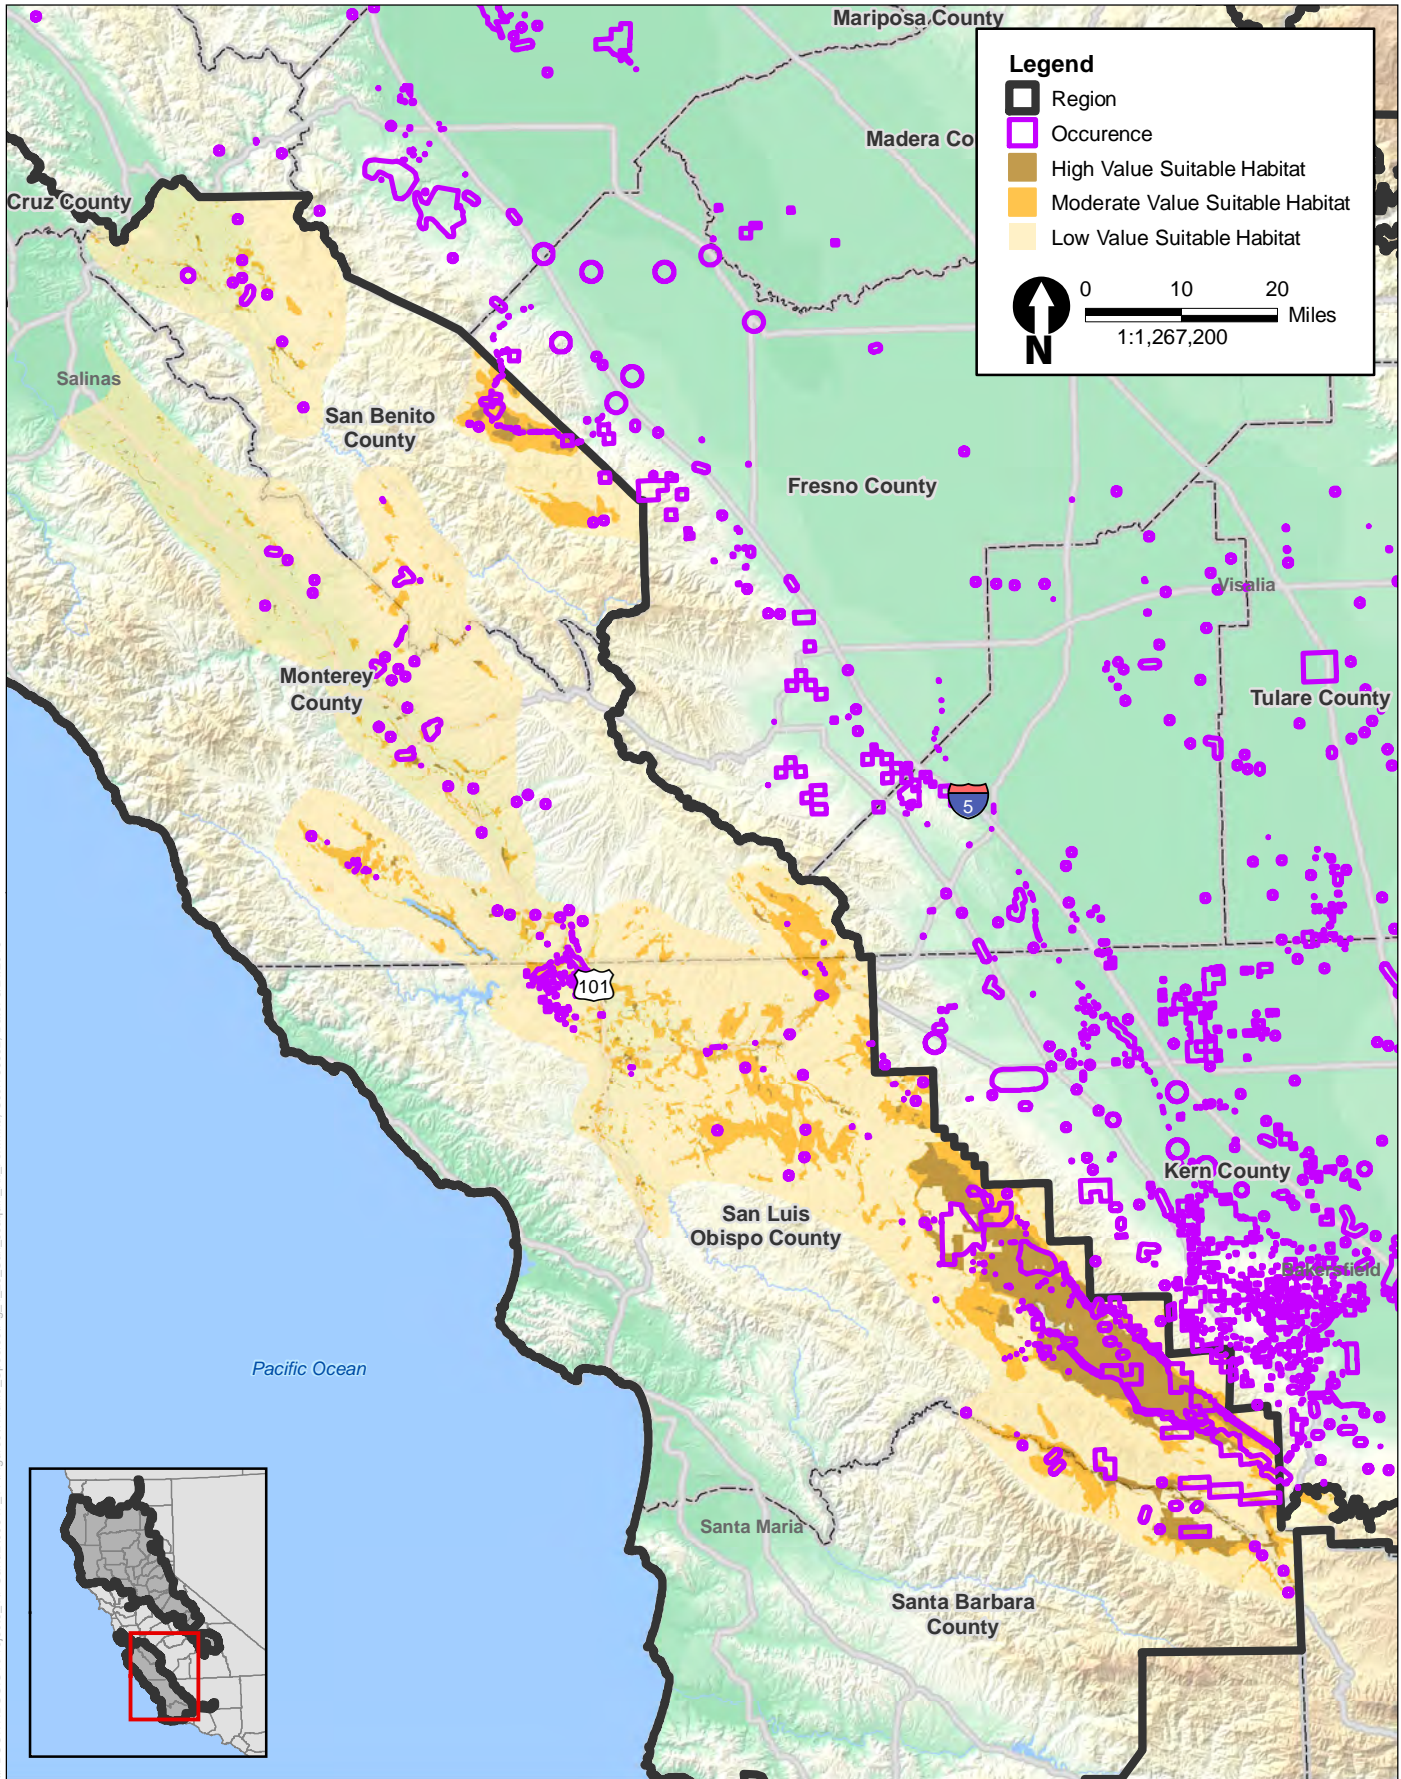 Mariposa County
Legend
Region
Occurence
High Value Suitable Habitat
Moderate Value Suitable Habitat
Low Value Suitable Habitat
0 10 20
Miles
1:1,267,200
N
Madera Co
Cruz County
Salinas
San Benito
County
Fresno County
Visalia
Monterey
County
Tulare County
5
101
Kern County
San Luis
Obispo County
Bakersfield
Pacific Ocean
Santa Maria
Santa Barbara
County